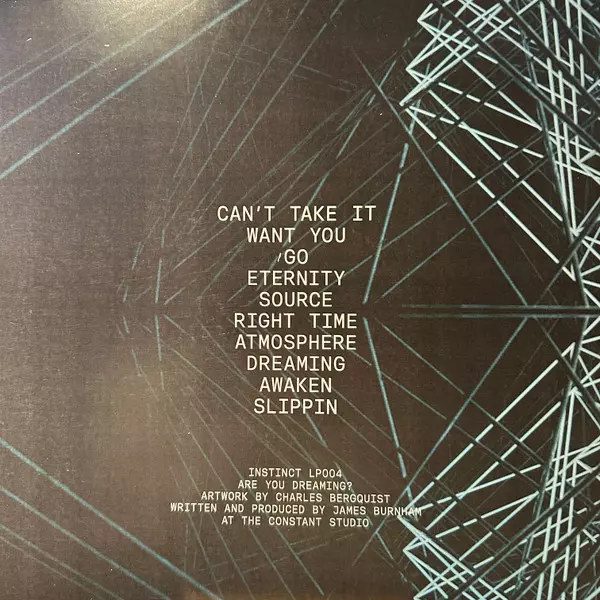 CAN'T TAKE IT
WANT YOU
GO
ETERNITY
SOURCE
RIGHT TIME
ATMOSPHERE
DREAMING
AWAKEN
SLIPPIN
INSTINCT LP004
ARE YOU DREAMING?
ARTWORK BY CHARLES BERGQUIST
WRITTEN AND PRODUCED BY JAMES BURNHAM
AT THE CONSTANT STUDIO